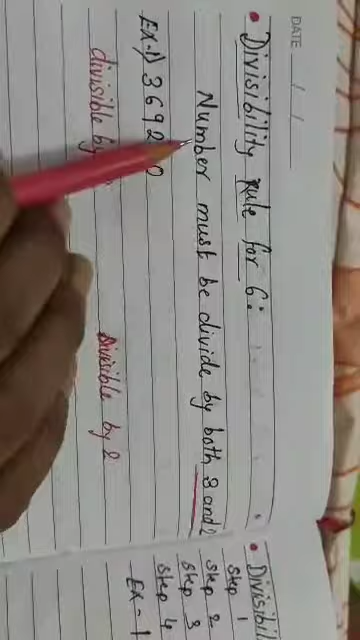 DATE / /
• Divisibility rule for 6:
Number must be divide by both 3 and 2
EX-1) 3692 0
divisible by
Divisible by 2
• Divisibil
Step 1
Step 2
Step 3
Step 4
EX - 1